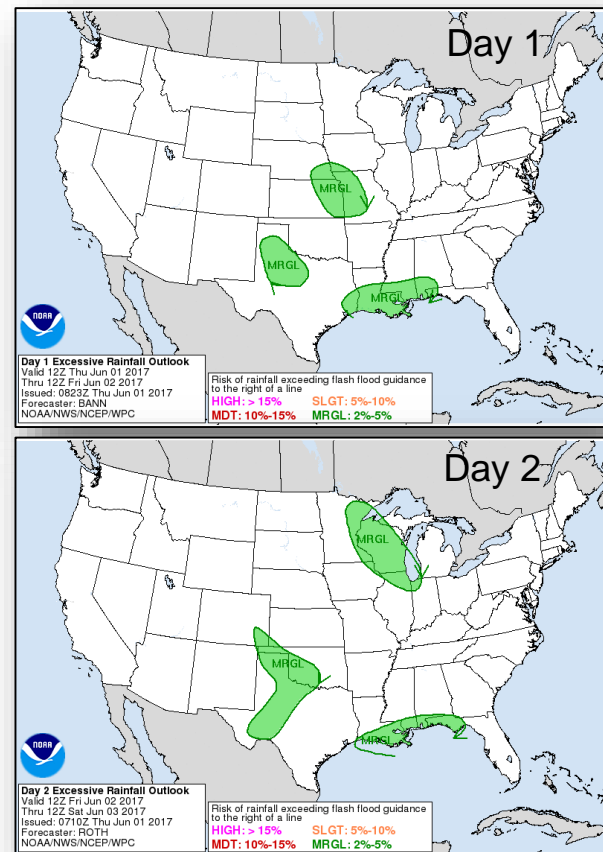 Day 1
MRGL
MRGL
MRGL
NOAA
Day 1 Excessive Rainfall Outlook
Valid 12Z Thu Jun 01 2017
Thru 12Z Fri Jun 02 2017
Issued: 0823Z Thu Jun 01 2017
Forecaster: BANN
NOAA/NWS/NCEP/WPC
Risk of rainfall exceeding flash flood guidance
to the right of a line
HIGH: > 15% SLGT: 5%-10%
MDT: 10%-15% MRGL: 2%-5%
Day 2
MRGL
MRGL
MRGL
NOAA
Day 2 Excessive Rainfall Outlook
Valid 12Z Fri Jun 02 2017
Thru 12Z Sat Jun 03 2017
Issued: 0710Z Thu Jun 01 2017
Forecaster: ROTH
NOAA/NWS/NCEP/WPC
Risk of rainfall exceeding flash flood guidance
to the right of a line
HIGH: > 15% SLGT: 5%-10%
MDT: 10%-15% MRGL: 2%-5%